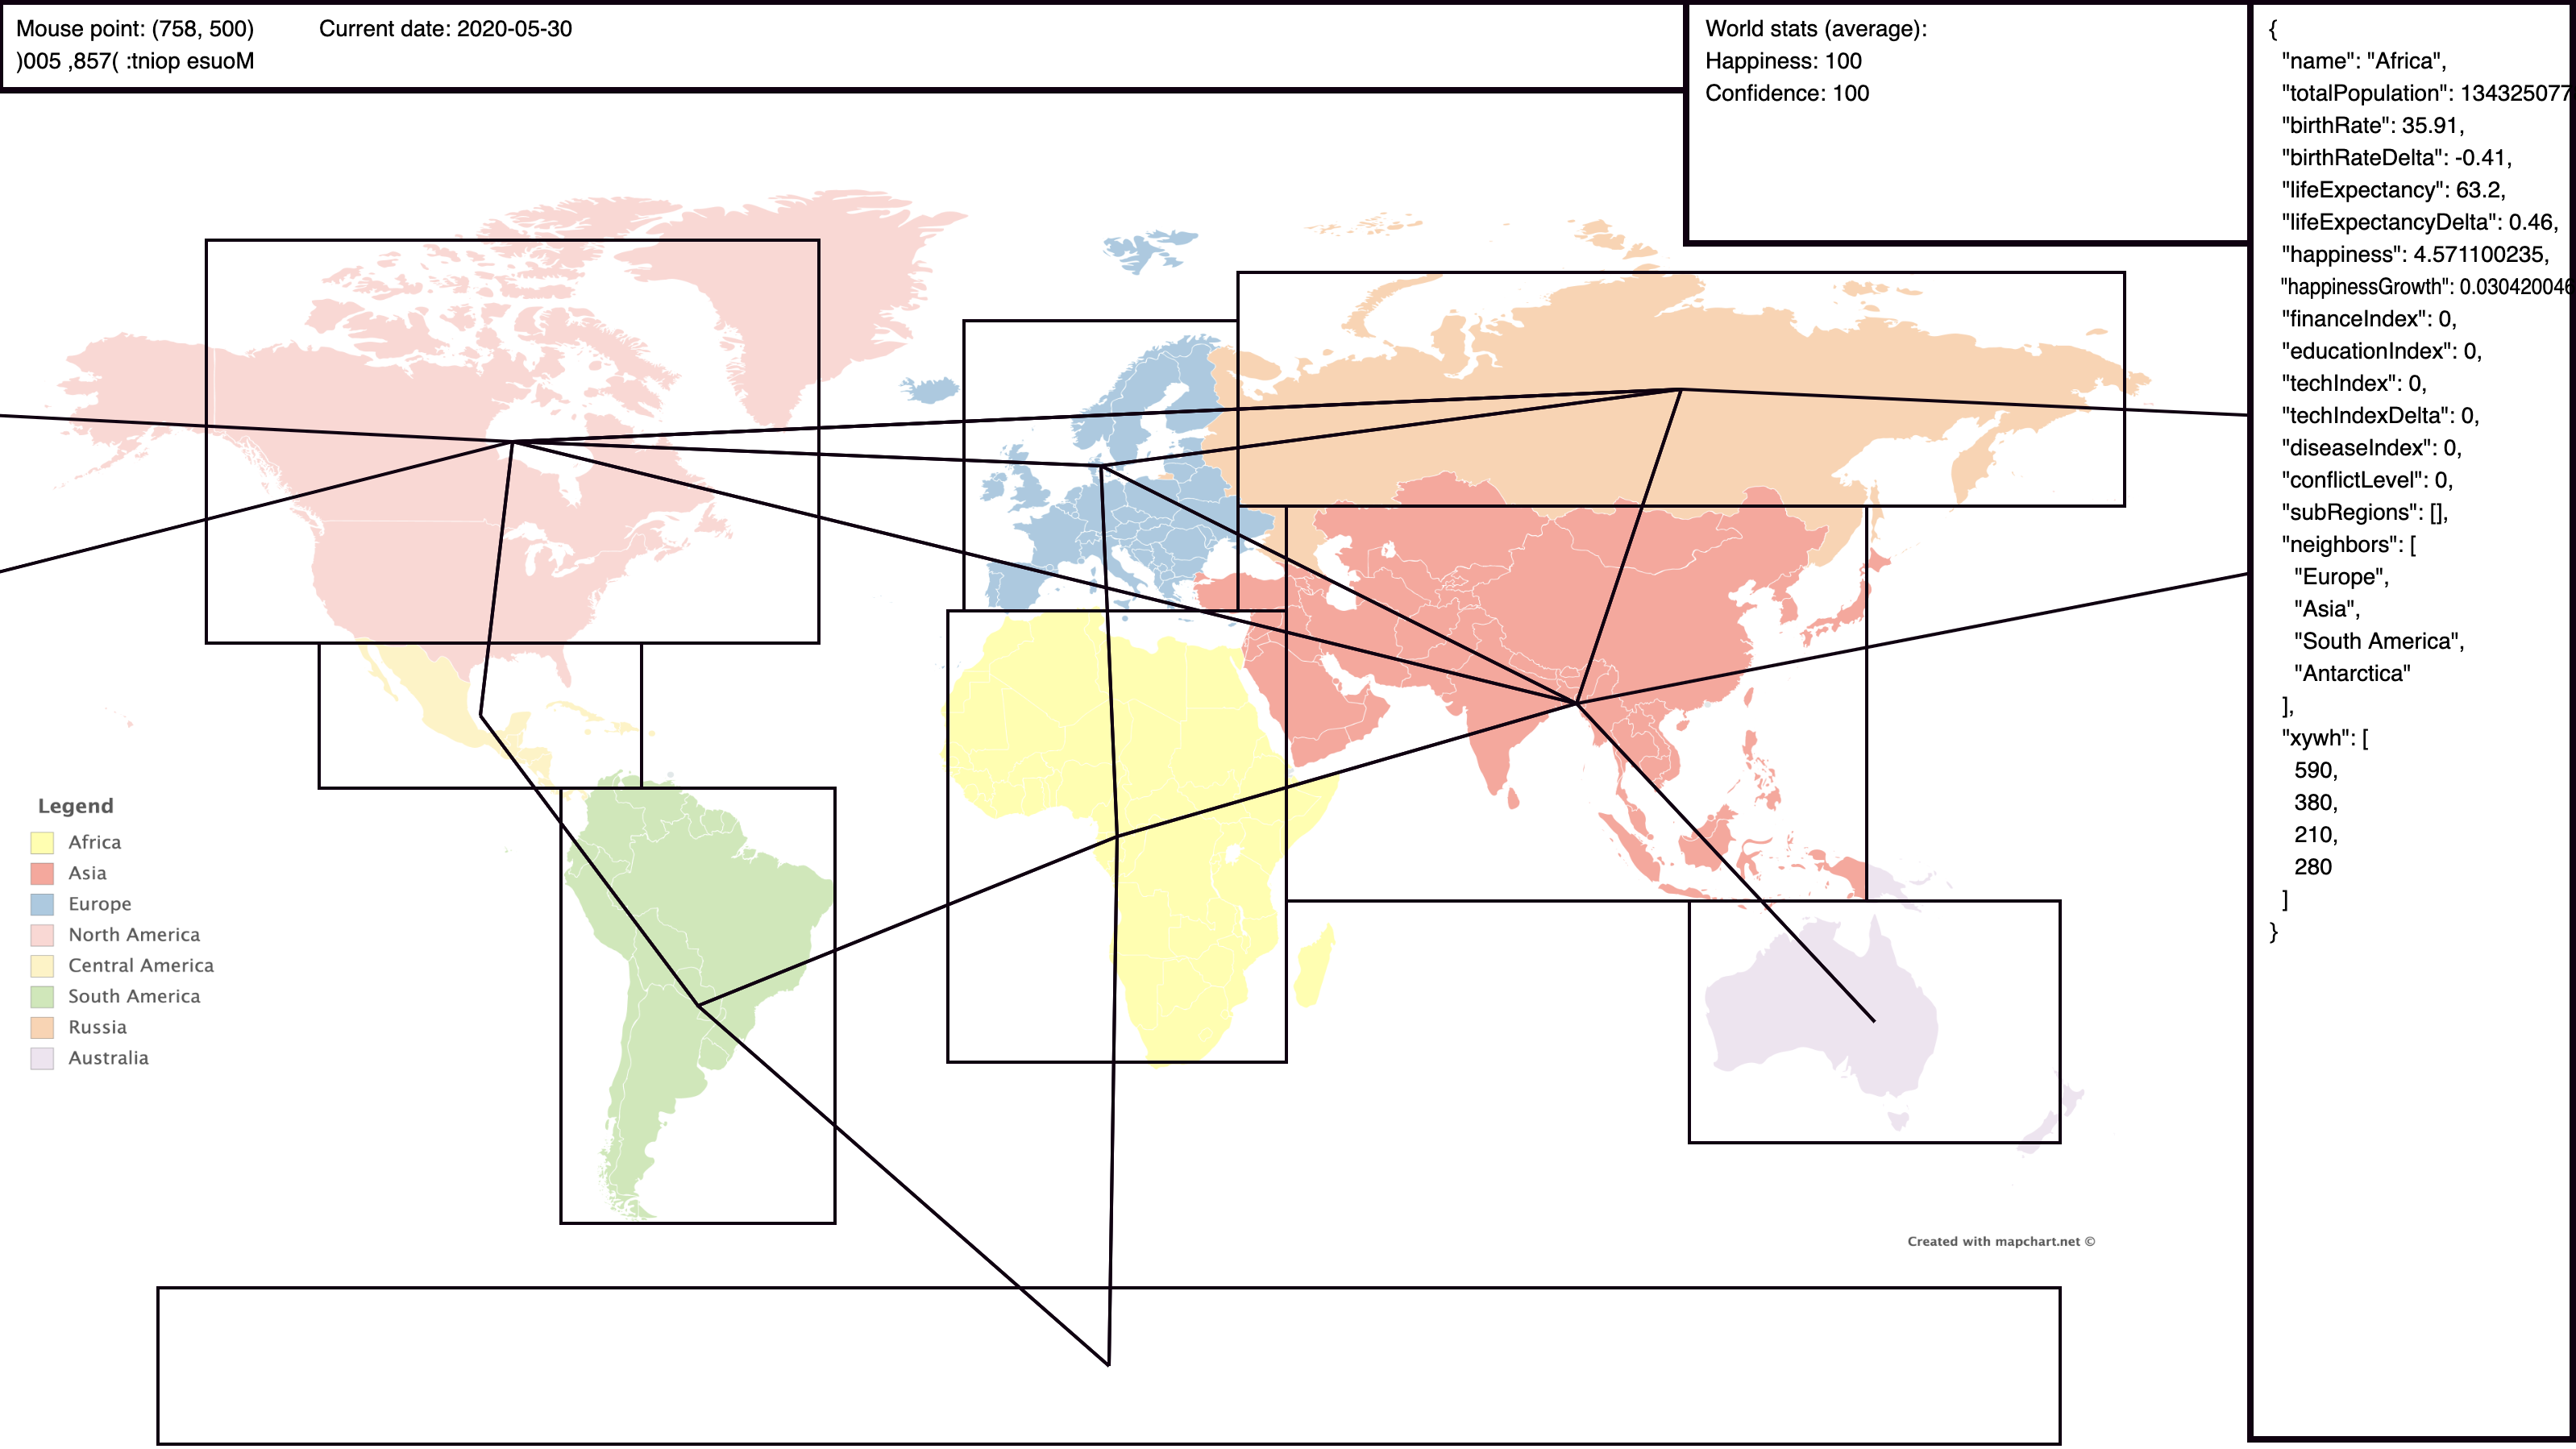 Mouse point: (758, 500)
Current date: 2020-05-30
)005 ,857( :tniop esuoM
World stats (average):
Happiness: 100
Confidence: 100
{
"name": "Africa",
"totalPopulation": 134325077
"birthRate": 35.91,
"birthRateDelta": -0.41,
"lifeExpectancy": 63.2,
"lifeExpectancyDelta": 0.46,
"happiness": 4.571100235,
"happinessGrowth": 0.030420046
"financeIndex": 0,
"educationIndex": 0,
"techIndex": 0,
"techIndexDelta": 0,
"diseaseIndex": 0,
"conflictLevel": 0,
"subRegions": [],
"neighbors": [
"Europe",
"Asia",
"South America",
"Antarctica"
],
"xywh": [
590,
380,
210,
280
]
}
Legend
Africa
Asia
Europe
North America
Central America
South America
Russia
Australia
Created with mapchart.net ©